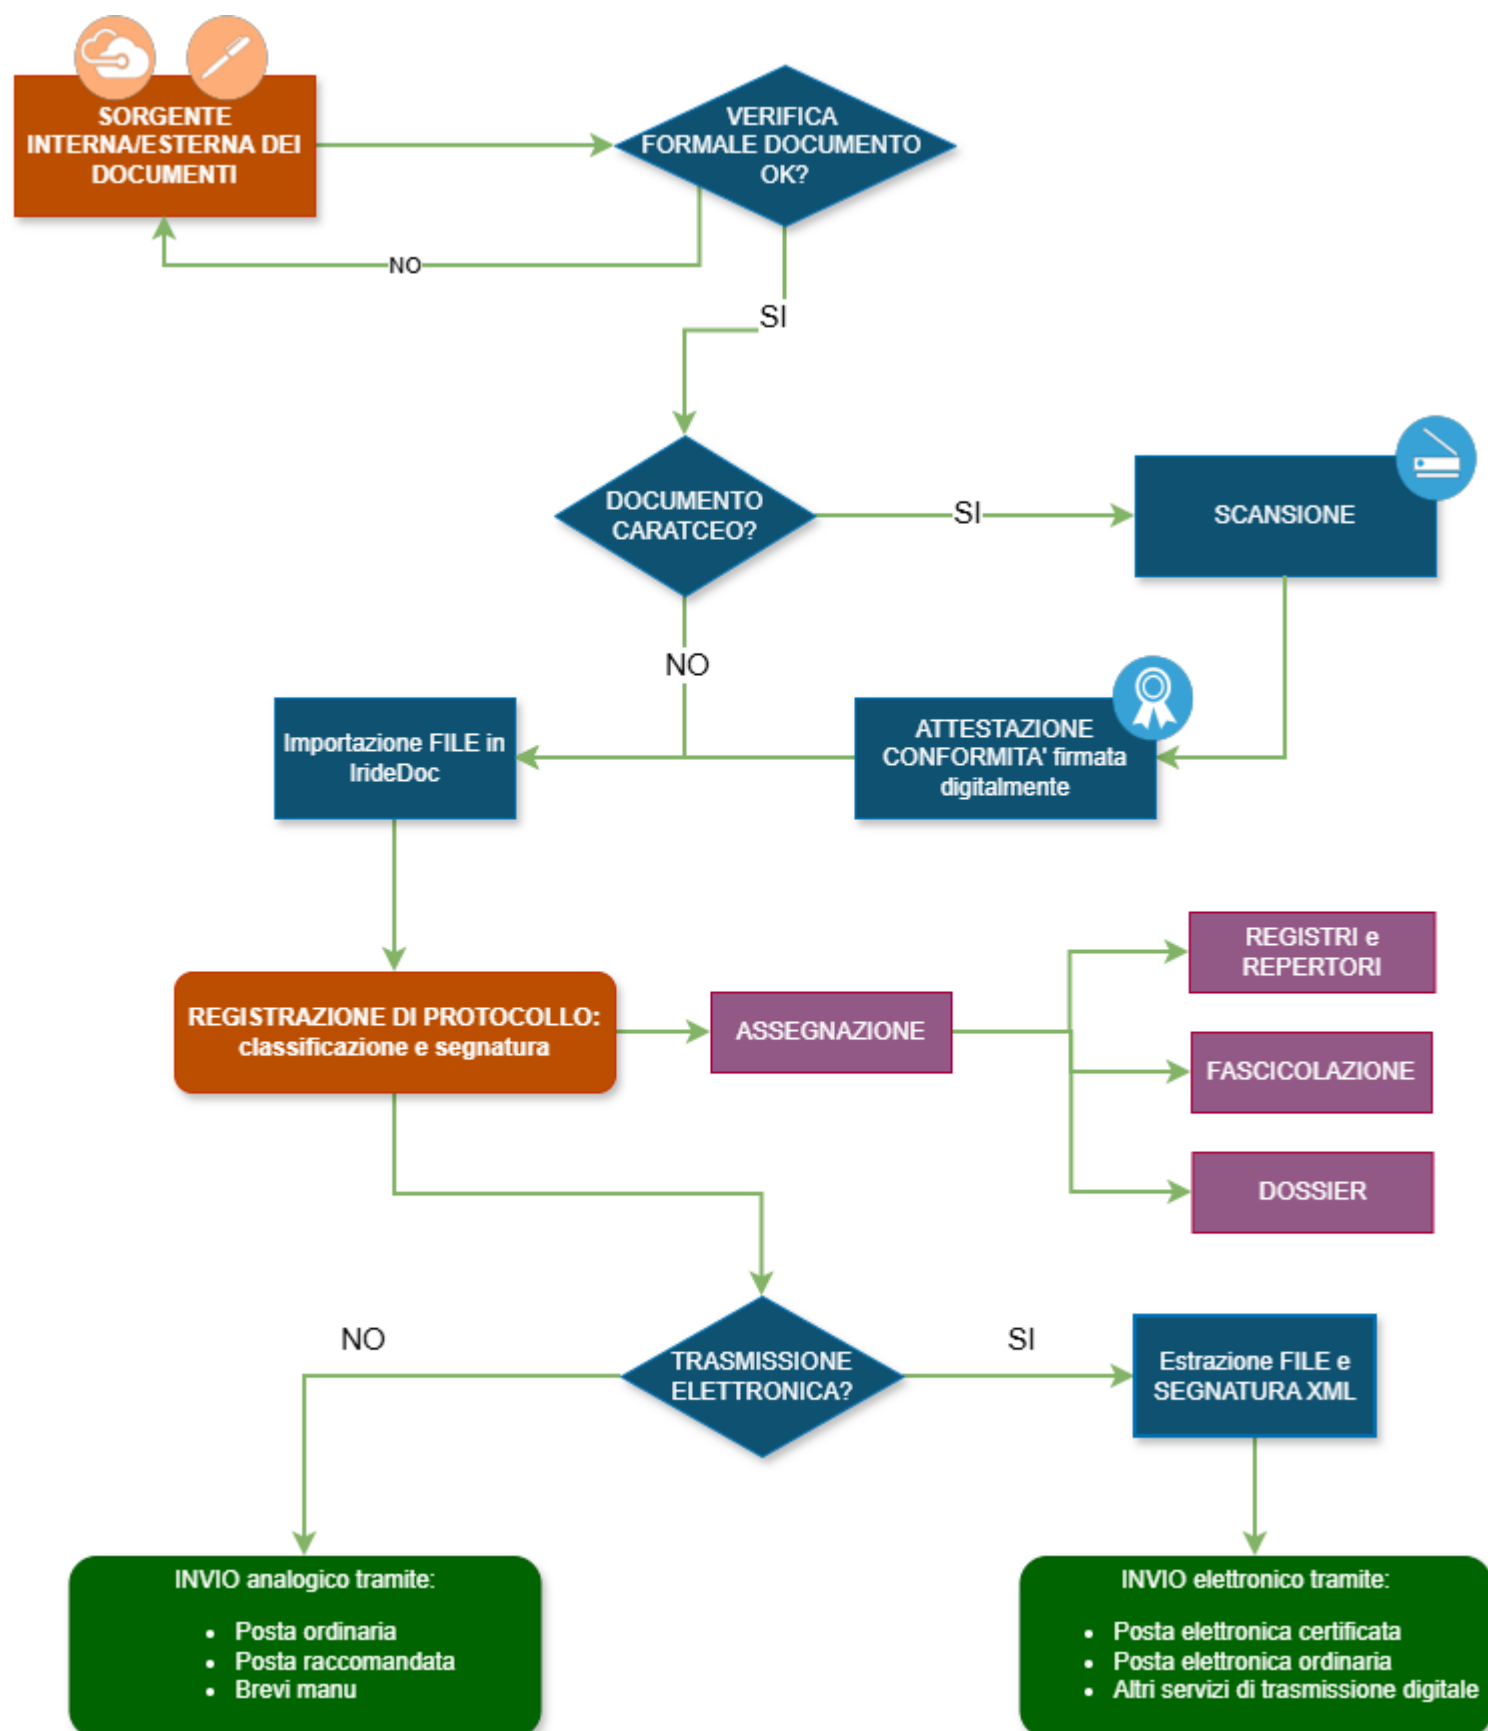 SORGENTE
INTERNA/ESTERNA DEI
DOCUMENTI
VERIFICA
FORMALE DOCUMENTO
OK?
NO
SI
DOCUMENTO
CARATCEO?
SI
SCANSIONE
NO
Importazione FILE in
IrideDoc
ATTESTAZIONE
CONFORMITA' firmata
digitalmente
REGISTRAZIONE DI PROTOCOLLO:
classificazione e segnatura
ASSEGNAZIONE
REGISTRI e
REPERTORI
FASCICOLAZIONE
DOSSIER
NO
TRASMISSIONE
ELETTRONICA?
SI
Estrazione FILE e
SEGNATURA XML
INVIO analogico tramite:
• Posta ordinaria
• Posta raccomandata
• Brevi manu
INVIO elettronico tramite:
• Posta elettronica certificata
• Posta elettronica ordinaria
• Altri servizi di trasmissione digitale